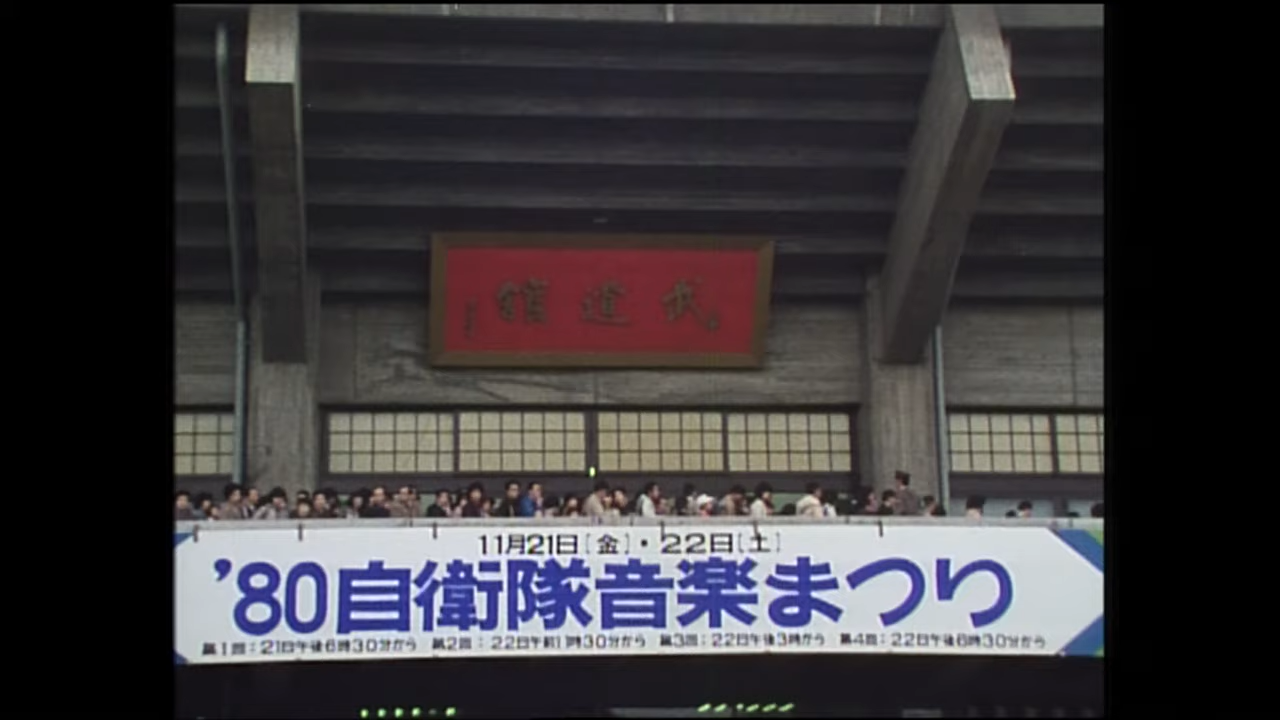 武道館
11月21日[金]・22日[土]
'80自衛隊音楽まつり
第1回：21日午後6時30分から 第2回：22日午前11時30分から 第3回：22日午後3時から 第4回：22日午後6時30分から